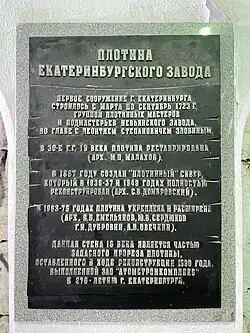 ПЛОТИНА
ЕКАТЕРИНБУРГСКОГО ЗАВОДА
ПЕРВОЕ СООРУЖЕНИЕ Г. ЕКАТЕРИНБУРГА
СТРОИЛОСЬ С МАРТА ПО СЕНТЯБРЬ 1723 Г.
ГРУППОЙ ПЛОТИННЫХ МАСТЕРОВ
И ПОДМАСТЕРЬЕВ НЕВЬЯНСКОГО ЗАВОДА,
ВО ГЛАВЕ С ЛЕОНТИЕМ СТЕПАНОВИЧЕМ ЗЛОБИНЫМ.
В 30-Е Г. 19 ВЕКА ПЛОТИНА РЕСТАВРИРОВАНА,
(АРХ. М.П. МАЛАХОВ).
В 1887 ГОДУ СОЗДАН "ПЛОТИННЫЙ" СКВЕР,
КОТОРЫЙ В 1936-37 И 1949 ГОДАХ ПОЛНОСТЬЮ
РЕКОНСТРУИРОВАН (АРХ. С.В. ДОМБРОВСКИЙ).
В 1963-75 ГОДАХ ПЛОТИНА УКРЕПЛЕНА И РАСШИРЕНА
(АРХ. В.В. ЕМЕЛЬЯНОВ, Ю.В. СЕРДЮКОВ
Г.И. ДУБРОВИН, А.В. ОВЕЧКИН).
ДАННАЯ СТЕНА 18 ВЕКА ЯВЛЯЕТСЯ ЧАСТЬЮ
ЗАПАСНОГО ПРОРЕЗА ПЛОТИНЫ,
ОСТАВЛЕННОГО В ХОДЕ РЕКОНСТРУКЦИИ 1998 ГОДА,
ВЫПОЛНЕННОЙ ЗАО "АТОМСТРОЙКОМПЛЕКС"
К 275-ЛЕТИЮ Г. ЕКАТЕРИНБУРГА.